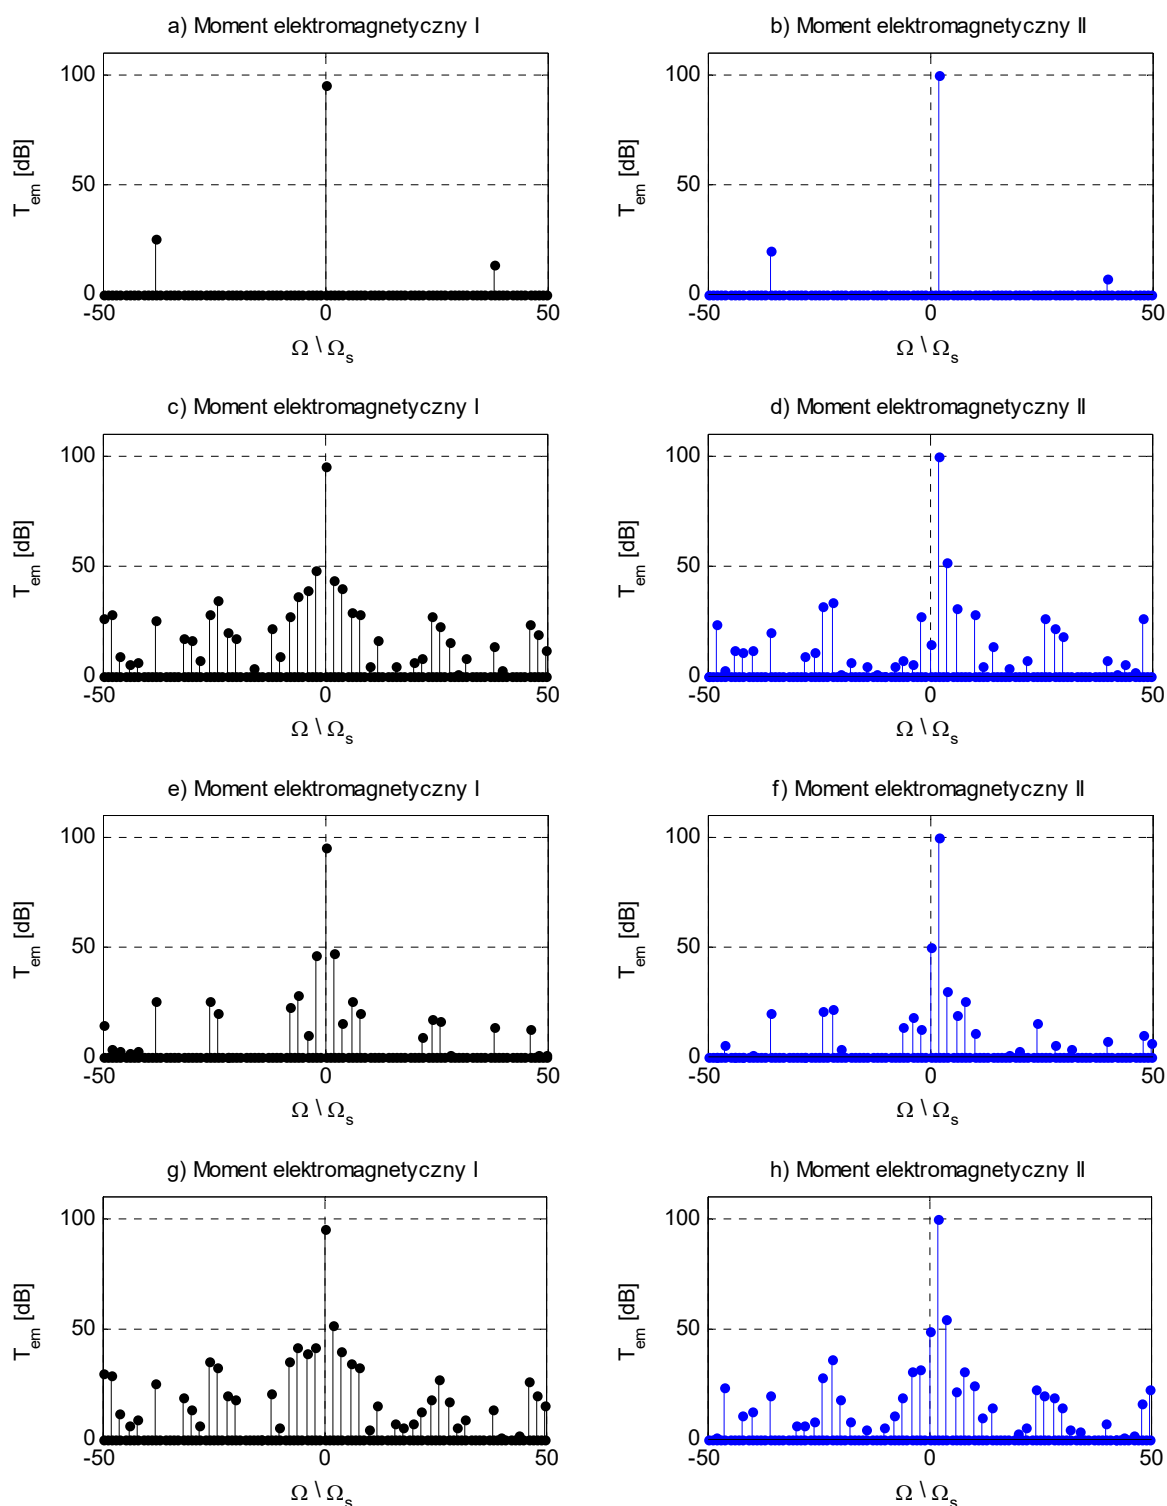 a) Moment elektromagnetyczny I
T_em [dB]
100
50
0
-50 0 50
Ω \ Ω_s
b) Moment elektromagnetyczny II
T_em [dB]
100
50
0
-50 0 50
Ω \ Ω_s
c) Moment elektromagnetyczny I
T_em [dB]
100
50
0
-50 0 50
Ω \ Ω_s
d) Moment elektromagnetyczny II
T_em [dB]
100
50
0
-50 0 50
Ω \ Ω_s
e) Moment elektromagnetyczny I
T_em [dB]
100
50
0
-50 0 50
Ω \ Ω_s
f) Moment elektromagnetyczny II
T_em [dB]
100
50
0
-50 0 50
Ω \ Ω_s
g) Moment elektromagnetyczny I
T_em [dB]
100
50
0
-50 0 50
Ω \ Ω_s
h) Moment elektromagnetyczny II
T_em [dB]
100
50
0
-50 0 50
Ω \ Ω_s